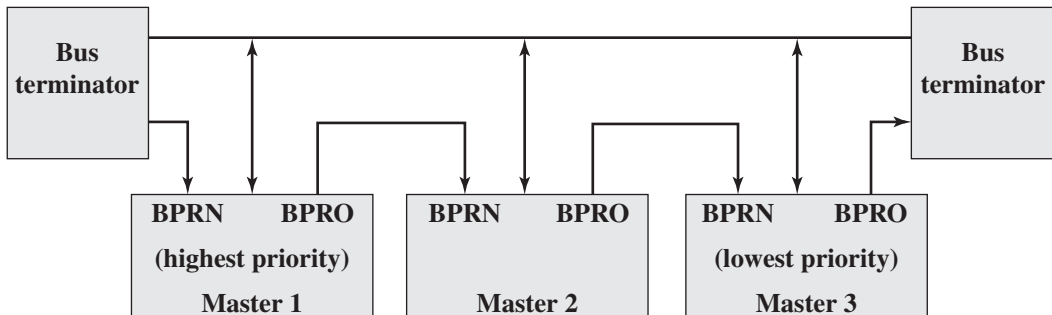 Bus
terminator
Bus
terminator
BPRN BPRO
(highest priority)
Master 1
BPRN BPRO
Master 2
BPRN BPRO
(lowest priority)
Master 3